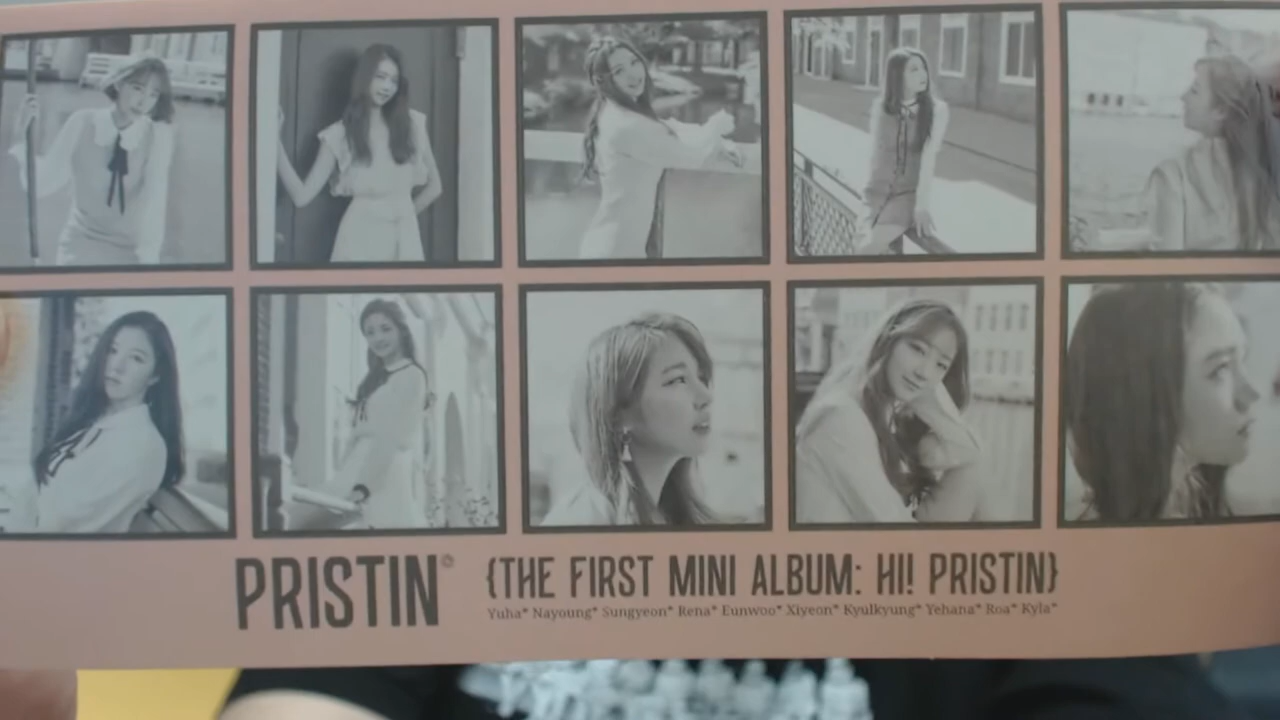 PRISTIN {THE FIRST MINI ALBUM: HI! PRISTIN}
Yuha* Nayoung* Sungyeon* Rena* Eunwoo* Xiyeon* Kyulkyung* Yehana* Roa* Kyla*